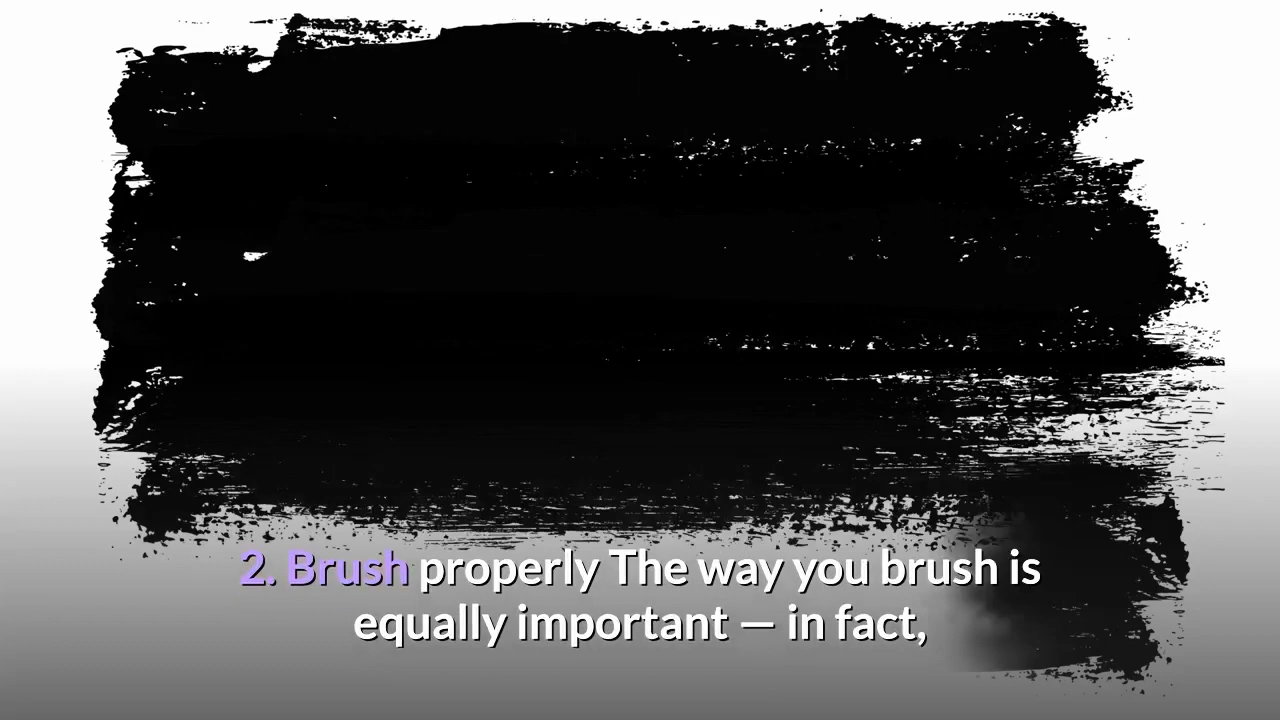 2. Brush properly The way you brush is
equally important — in fact,